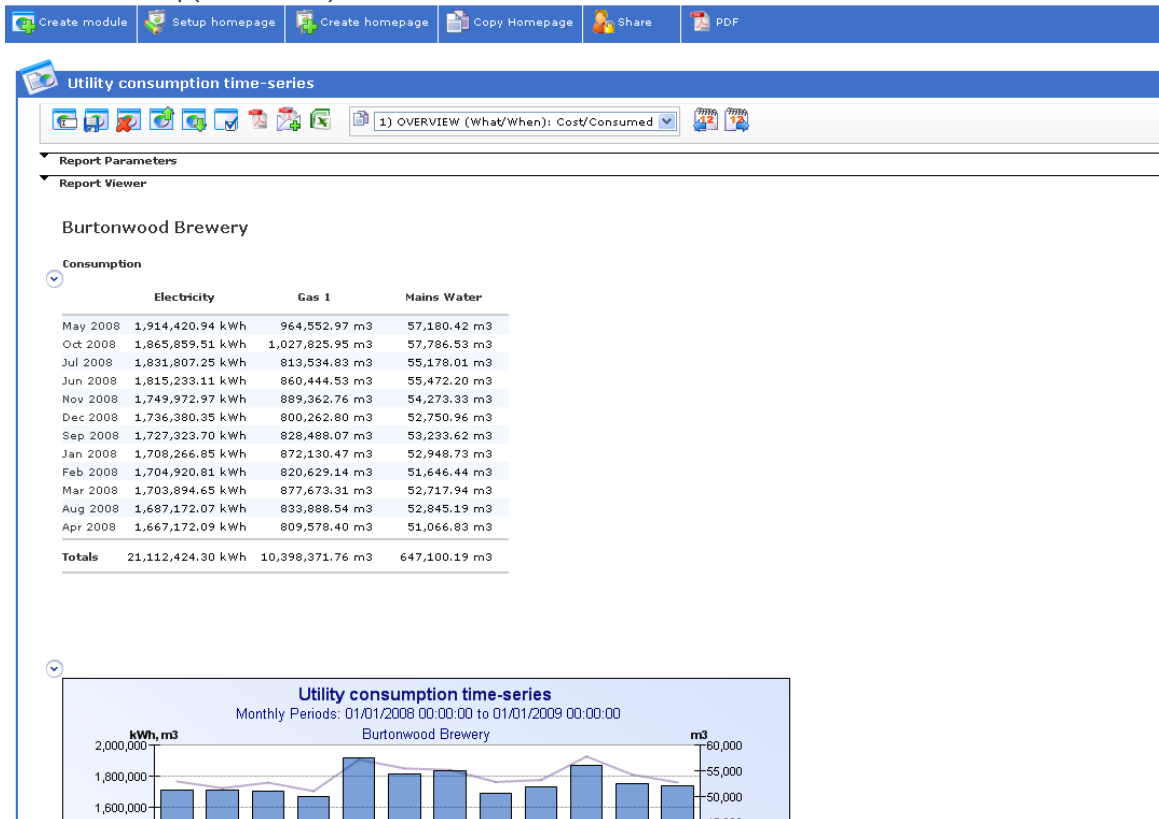 Create module Setup homepage Create homepage Copy Homepage Share PDF
Utility consumption time-series
1) OVERVIEW (What/When): Cost/Consumed
Report Parameters
Report Viewer
Burtonwood Brewery
Consumption
Electricity Gas 1 Mains Water
May 2008 1,914,420.94 kWh 964,552.97 m3 57,180.42 m3
Oct 2008 1,865,859.51 kWh 1,027,825.95 m3 57,786.53 m3
Jul 2008 1,831,807.25 kWh 813,534.83 m3 55,178.01 m3
Jun 2008 1,815,233.11 kWh 860,444.53 m3 55,472.20 m3
Nov 2008 1,749,972.97 kWh 889,362.76 m3 54,273.33 m3
Dec 2008 1,736,380.35 kWh 800,262.80 m3 52,750.96 m3
Sep 2008 1,727,323.70 kWh 828,488.07 m3 53,233.62 m3
Jan 2008 1,708,266.85 kWh 872,130.47 m3 52,948.73 m3
Feb 2008 1,704,920.81 kWh 820,629.14 m3 51,646.44 m3
Mar 2008 1,703,894.65 kWh 877,673.31 m3 52,717.94 m3
Aug 2008 1,687,172.07 kWh 833,888.54 m3 52,845.19 m3
Apr 2008 1,667,172.09 kWh 809,578.40 m3 51,066.83 m3
Totals 21,112,424.30 kWh 10,398,371.76 m3 647,100.19 m3
Utility consumption time-series
Monthly Periods: 01/01/2008 00:00:00 to 01/01/2009 00:00:00
kWh, m3 Burtonwood Brewery m3
2,000,000 60,000
1,800,000 55,000
1,600,000 50,000